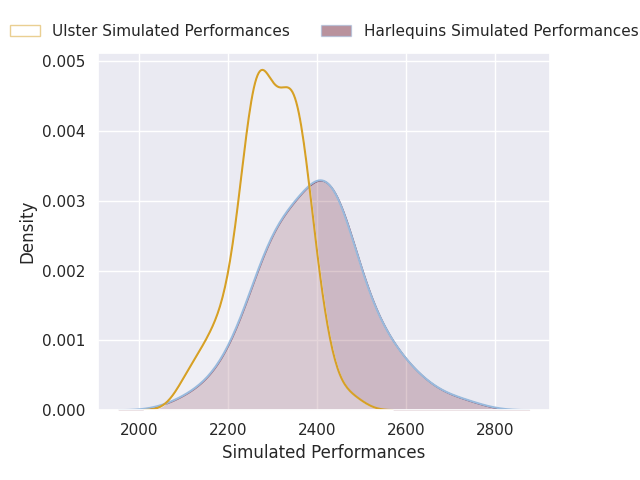 Ulster Simulated Performances Harlequins Simulated Performances
0.005
0.004
0.003
0.002
0.001
0.000
Density
2000 2200 2400 2600 2800
Simulated Performances